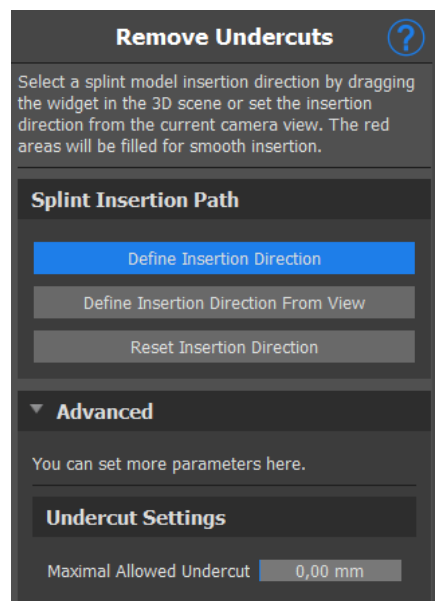 Remove Undercuts ?
Select a splint model insertion direction by dragging
the widget in the 3D scene or set the insertion
direction from the current camera view. The red
areas will be filled for smooth insertion.
Splint Insertion Path
Define Insertion Direction
Define Insertion Direction From View
Reset Insertion Direction
Advanced
You can set more parameters here.
Undercut Settings
Maximal Allowed Undercut 0,00 mm